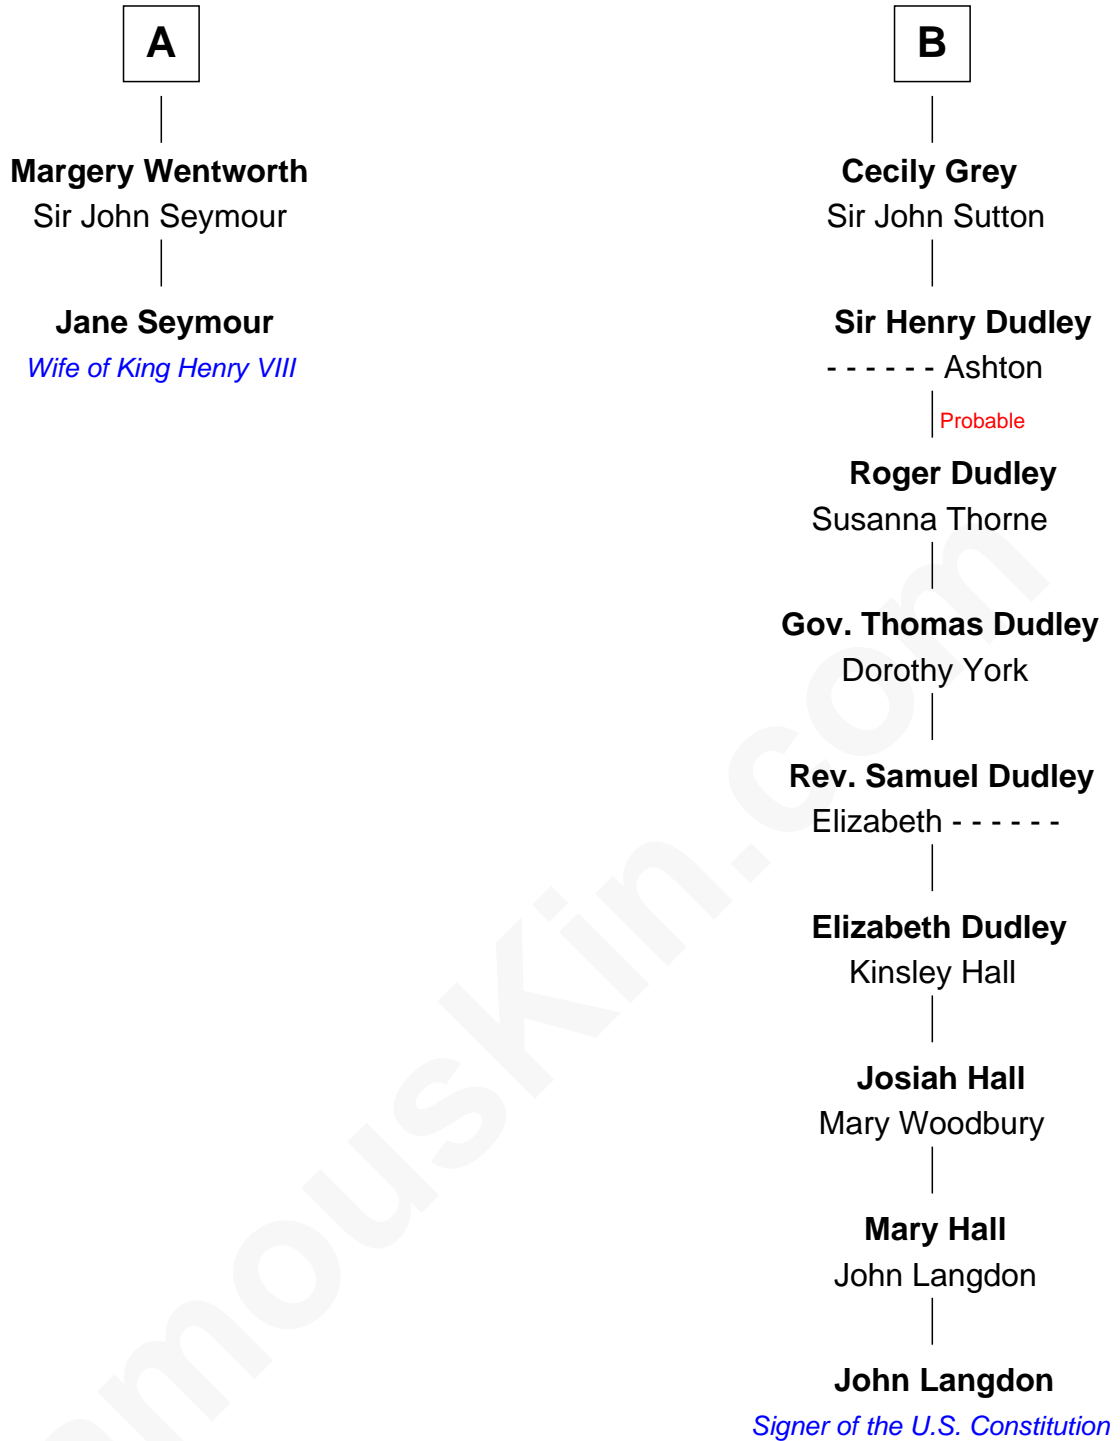 A
Margery Wentworth
Sir John Seymour
Jane Seymour
Wife of King Henry VIII
B
Cecily Grey
Sir John Sutton
Sir Henry Dudley
- - - - - - Ashton
Probable
Roger Dudley
Susanna Thorne
Gov. Thomas Dudley
Dorothy York
Rev. Samuel Dudley
Elizabeth - - - - - -
Elizabeth Dudley
Kinsley Hall
Josiah Hall
Mary Woodbury
Mary Hall
John Langdon
John Langdon
Signer of the U.S. Constitution
amouskin.com